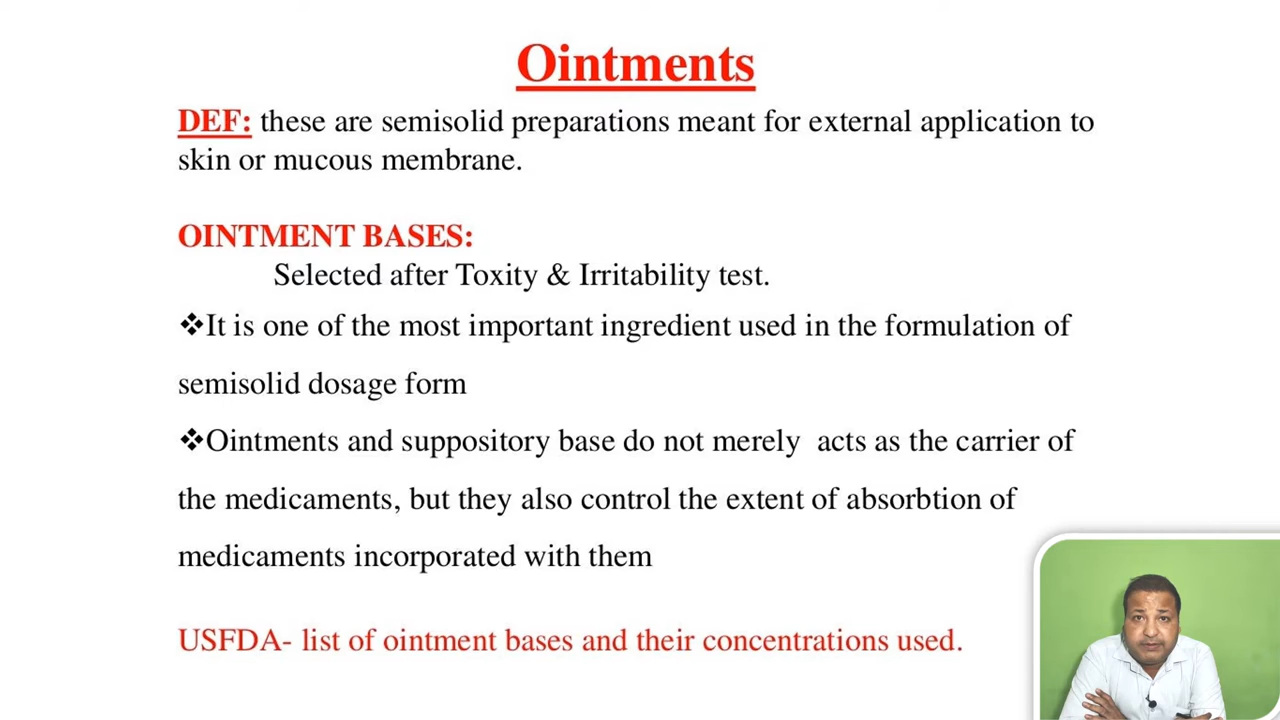 Ointments
DEF: these are semisolid preparations meant for external application to
skin or mucous membrane.
OINTMENT BASES:
Selected after Toxity & Irritability test.
❖It is one of the most important ingredient used in the formulation of
semisolid dosage form
❖Ointments and suppository base do not merely  acts as the carrier of
the medicaments, but they also control the extent of absorbtion of
medicaments incorporated with them
USFDA- list of ointment bases and their concentrations used.